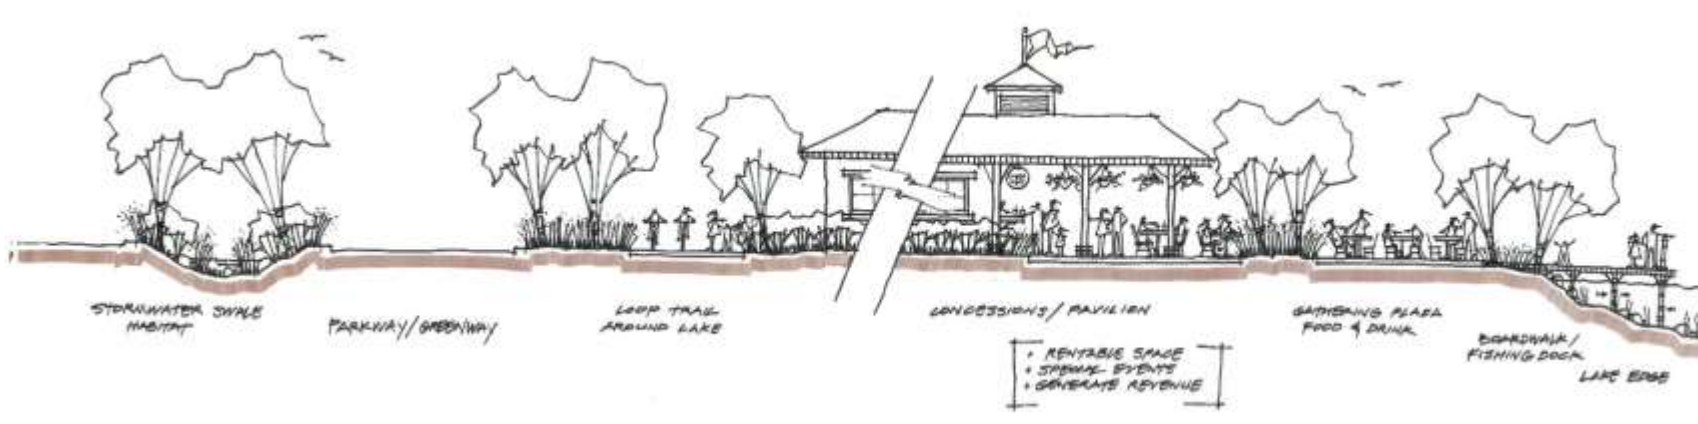 STORMWATER SWALE
HABITAT
PARKWAY/GREENWAY
LOOP TRAIL
AROUND LAKE
CONCESSIONS/PAVILION
+ RENTABLE SPACE
+ SPECIAL EVENTS
+ GENERATE REVENUE
GATHERING PLAZA
FOOD & DRINK
BOARDWALK/
FISHING DOCK
LAKE EDGE